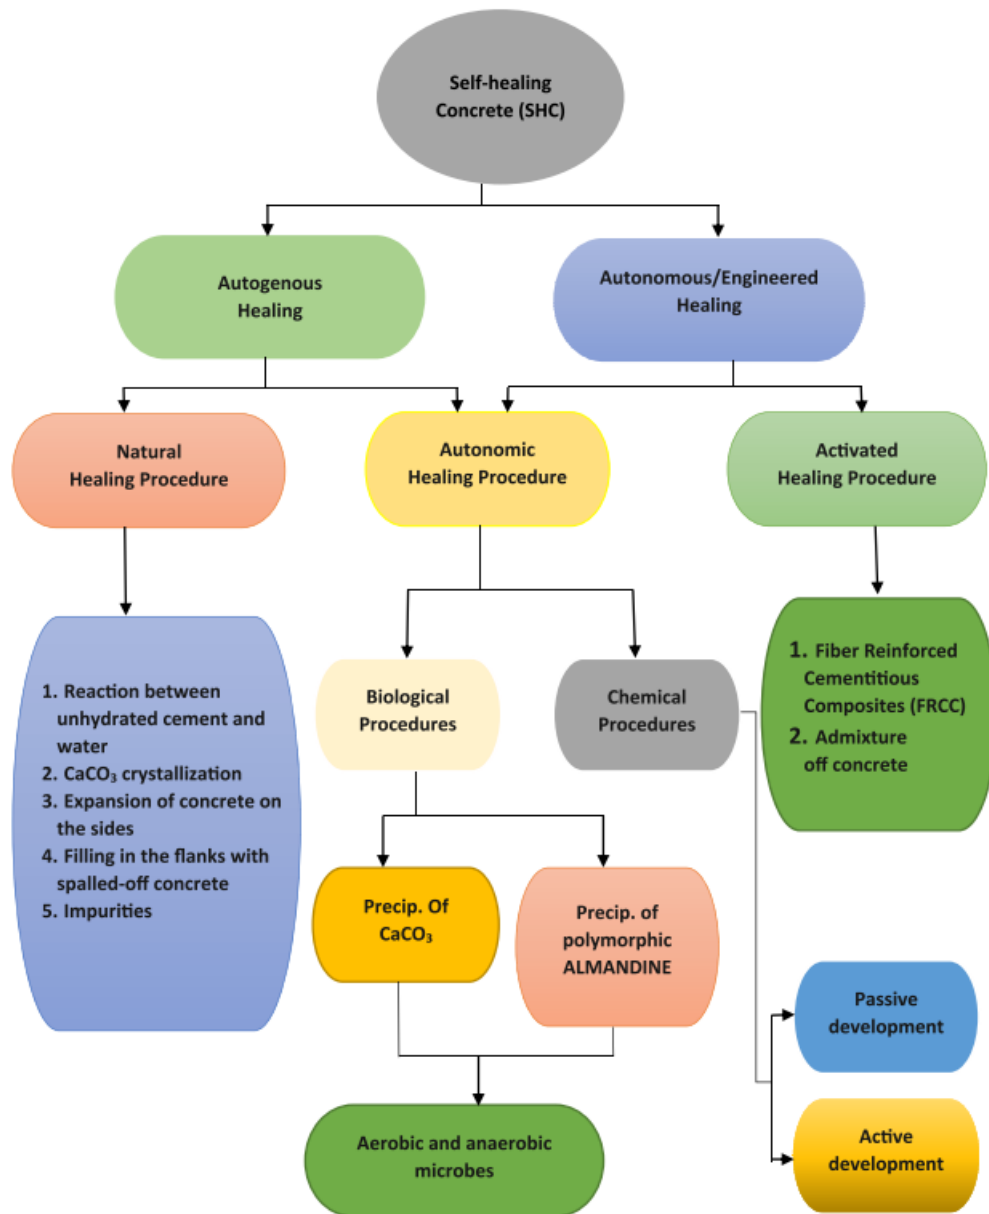 Self-healing
Concrete (SHC)
Autogenous
Healing
Autonomous/Engineered
Healing
Natural
Healing Procedure
Autonomic
Healing Procedure
Activated
Healing Procedure
1. Reaction between
unhydrated cement and
water
2. CaCO₃ crystallization
3. Expansion of concrete on
the sides
4. Filling in the flanks with
spalled-off concrete
5. Impurities
Biological
Procedures
Chemical
Procedures
1. Fiber Reinforced
Cementitious
Composites (FRCC)
2. Admixture
off concrete
Precip. Of
CaCO₃
Precip. of
polymorphic
ALMANDINE
Passive
development
Active
development
Aerobic and anaerobic
microbes